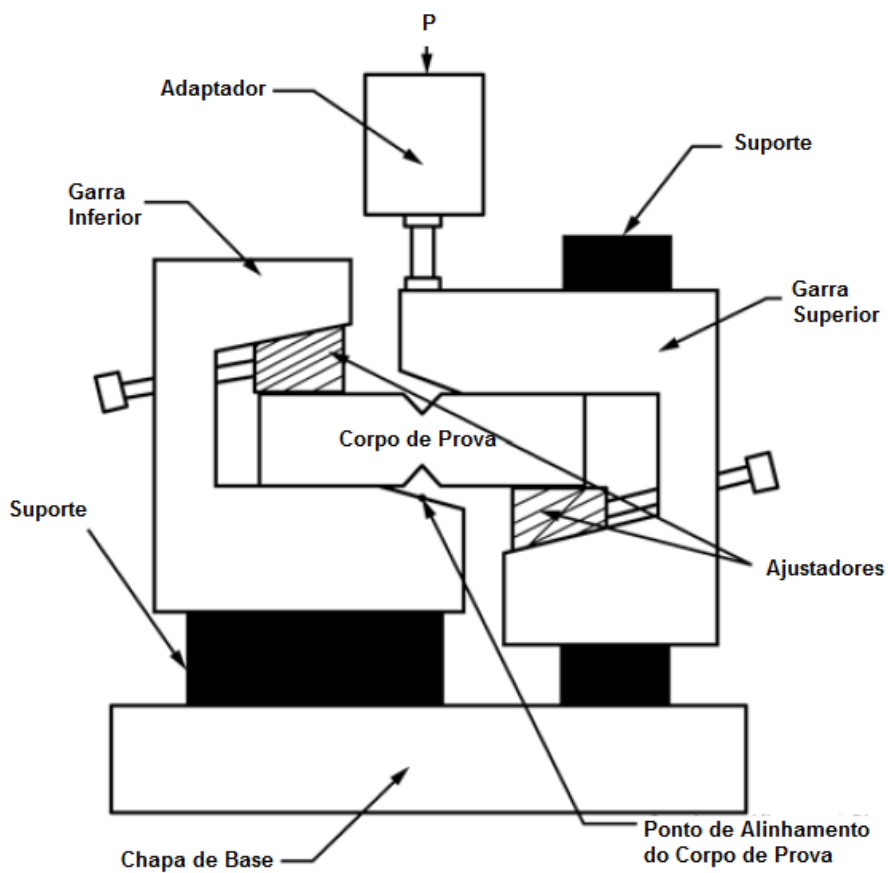 P
Adaptador
Suporte
Garra
Inferior
Garra
Superior
Corpo de Prova
Suporte
Ajustadores
Ponto de Alinhamento
do Corpo de Prova
Chapa de Base